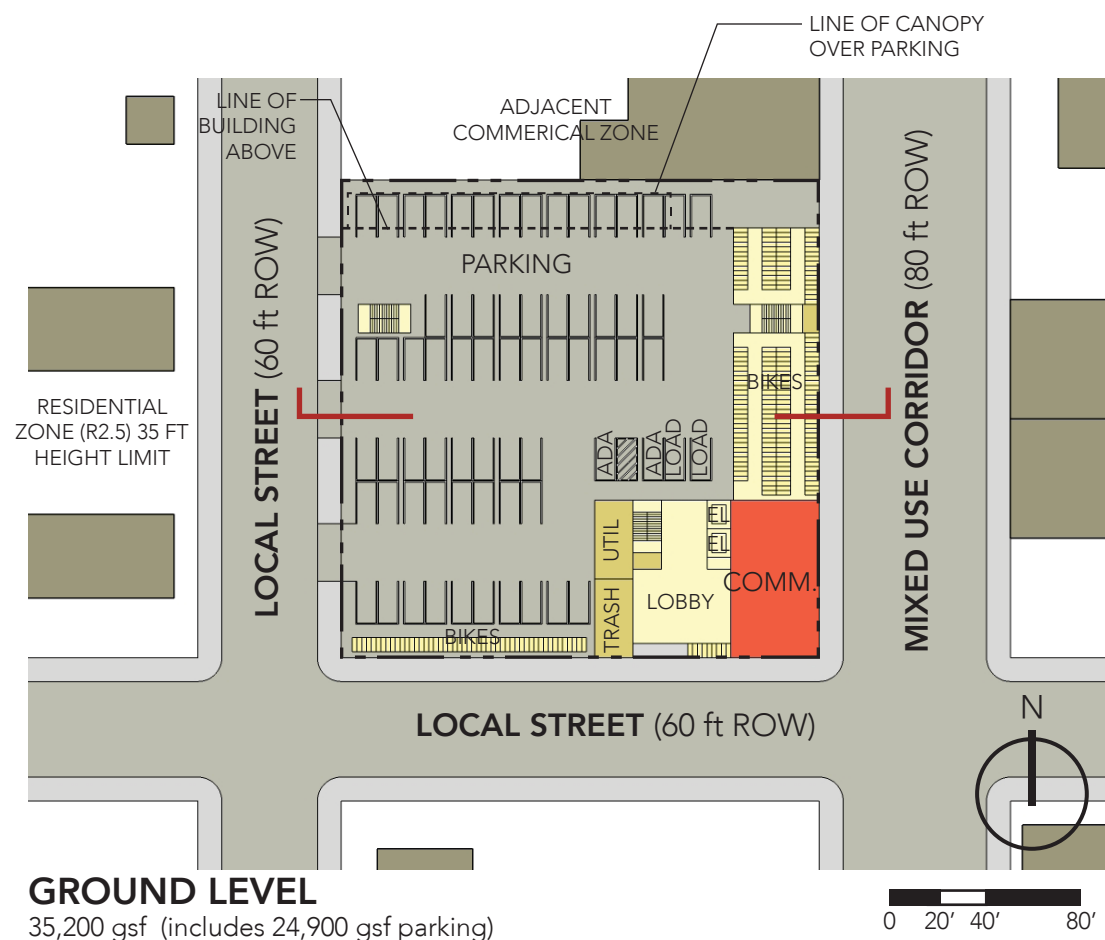 LINE OF CANOPY
OVER PARKING
LINE OF
BUILDING
ABOVE
ADJACENT
COMMERICAL ZONE
PARKING
LOCAL STREET (60 ft ROW)
MIXED USE CORRIDOR (80 ft ROW)
BIKES
RESIDENTIAL
ZONE (R2.5) 35 FT
HEIGHT LIMIT
ADA
ADA
LOAD
LOAD
UTIL
EL
EL
COMM.
LOBBY
TRASH
BIKES
LOCAL STREET (60 ft ROW)
N
GROUND LEVEL
35,200 gsf (includes 24,900 gsf parking)
0 20' 40' 80'